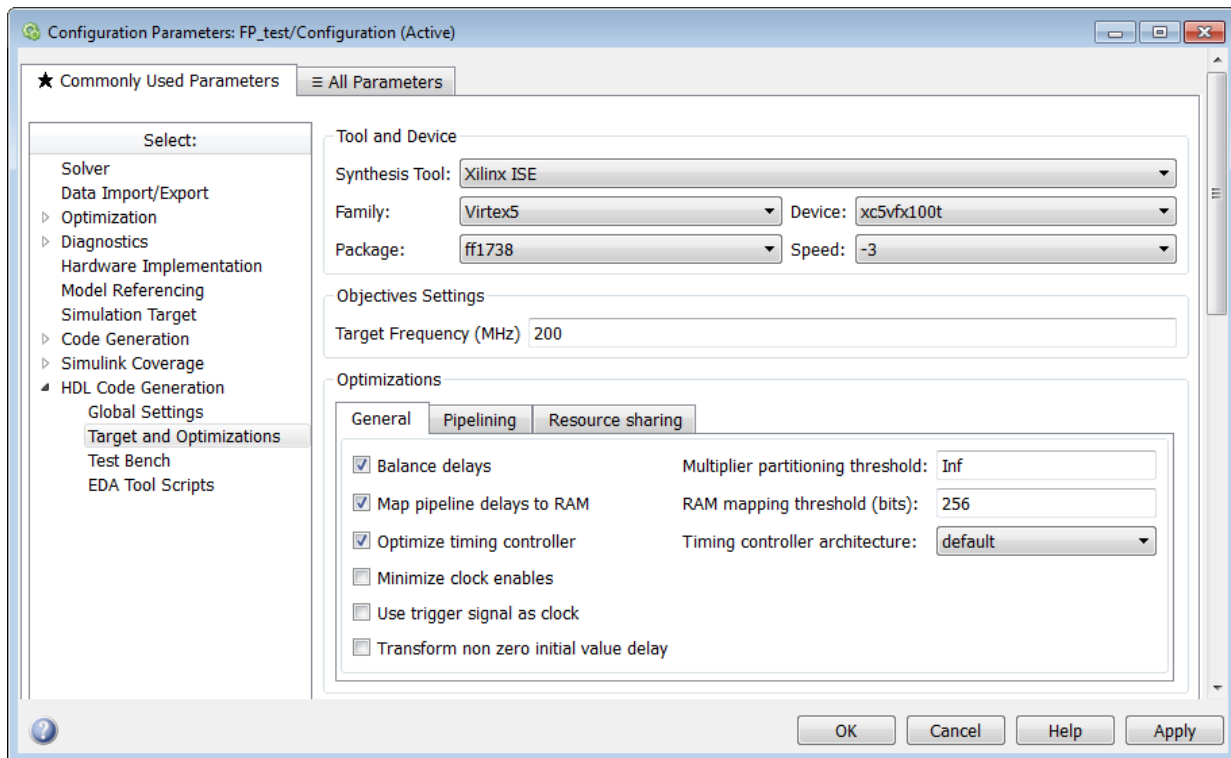 Configuration Parameters: FP_test/Configuration (Active)
★ Commonly Used Parameters
≡ All Parameters
Select:
Solver
Data Import/Export
Optimization
Diagnostics
Hardware Implementation
Model Referencing
Simulation Target
Code Generation
Simulink Coverage
HDL Code Generation
Global Settings
Target and Optimizations
Test Bench
EDA Tool Scripts
Tool and Device
Synthesis Tool: Xilinx ISE
Family: Virtex5 Device: xc5vfx100t
Package: ff1738 Speed: -3
Objectives Settings
Target Frequency (MHz) 200
Optimizations
General Pipelining Resource sharing
Balance delays Multiplier partitioning threshold: Inf
Map pipeline delays to RAM RAM mapping threshold (bits): 256
Optimize timing controller Timing controller architecture: default
Minimize clock enables
Use trigger signal as clock
Transform non zero initial value delay
? OK Cancel Help Apply